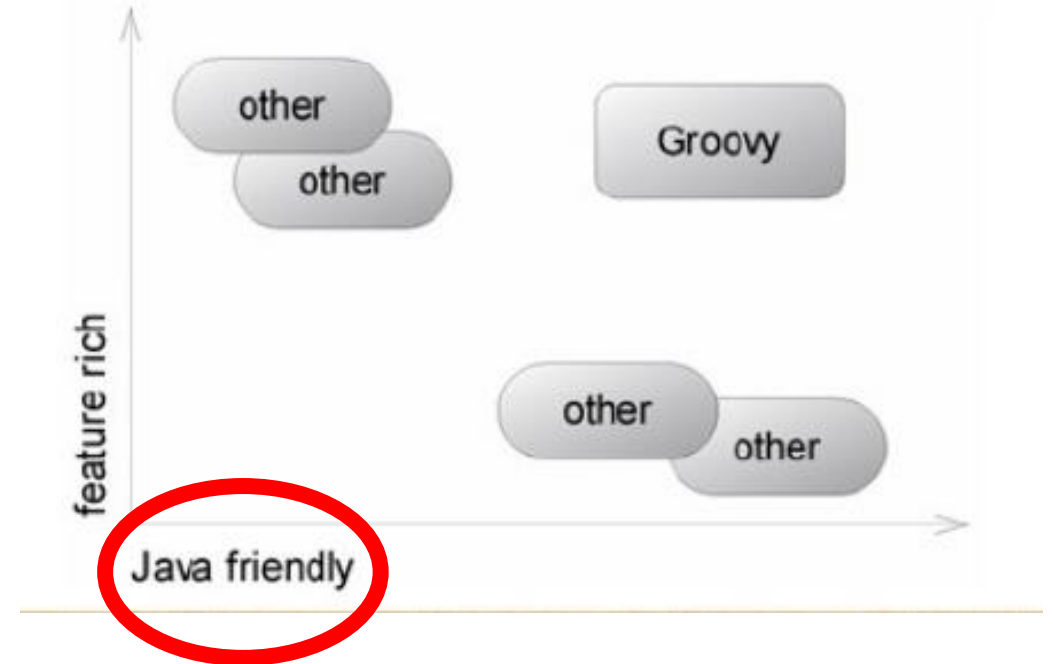 other
other
Groovy
feature rich
other
other
Java friendly